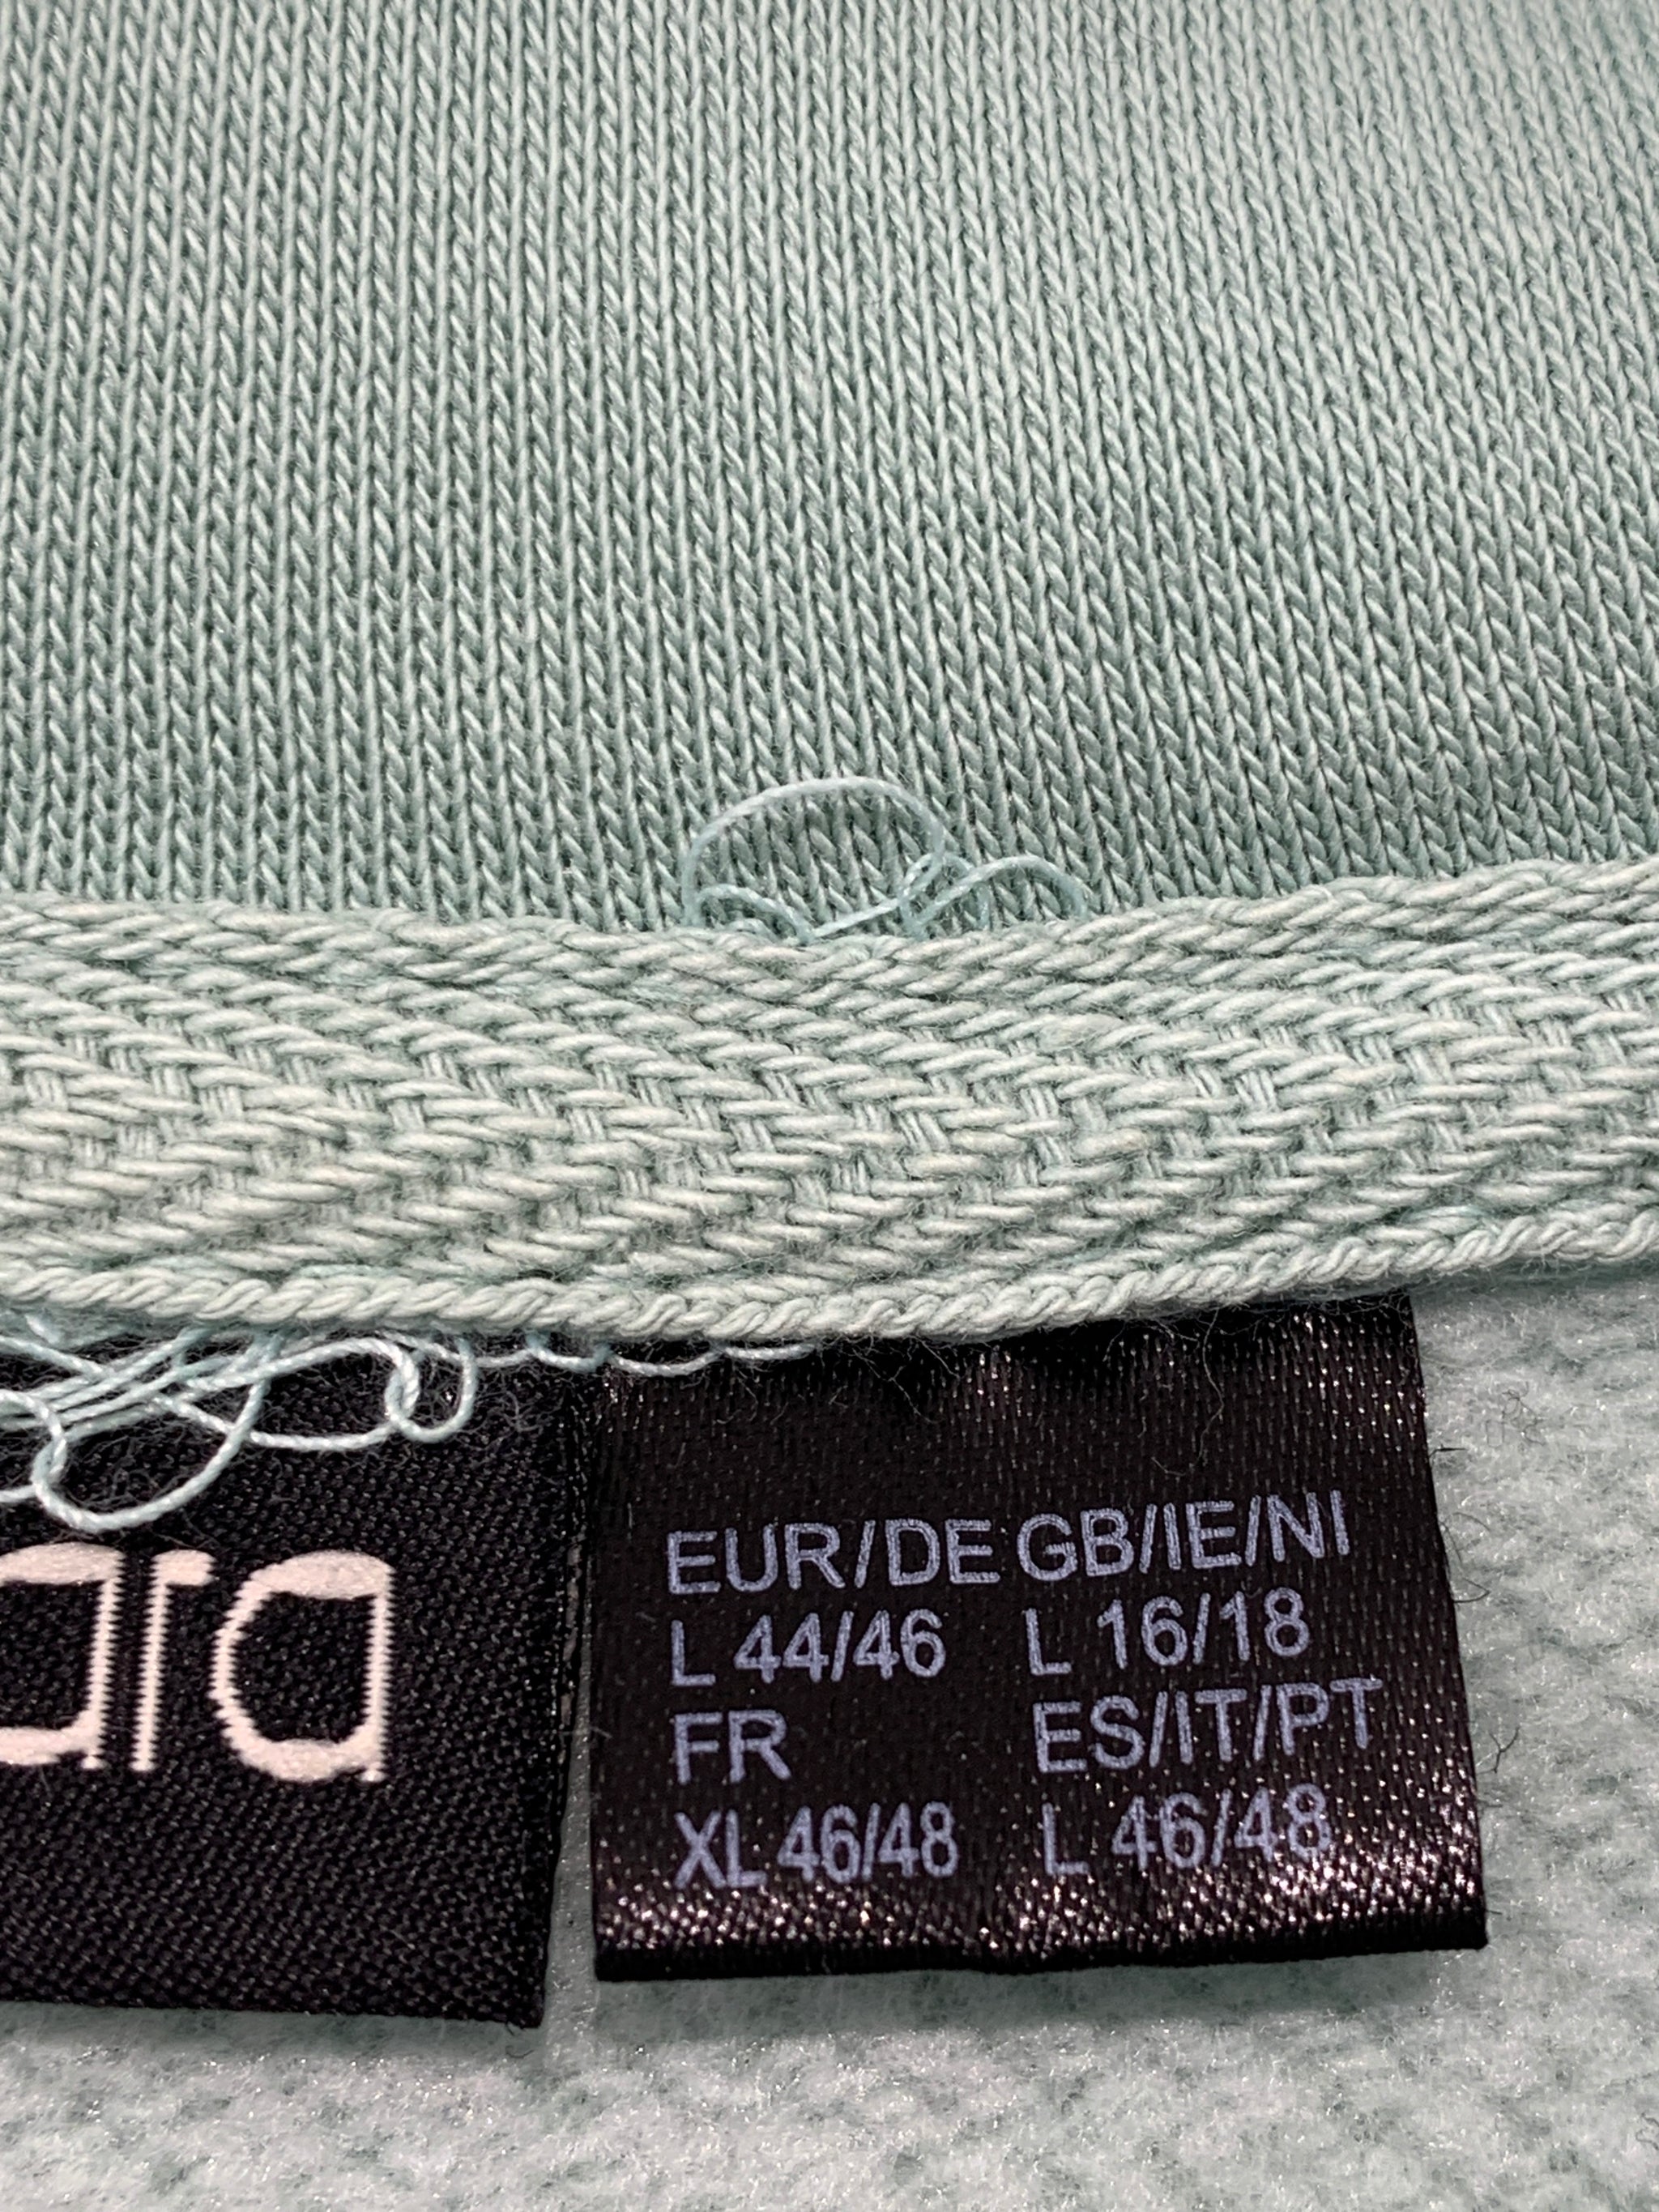 ara
EUR/DE GB/IE/NI
L 44/46 L 16/18
FR ES/IT/PT
XL 46/48 L 46/48